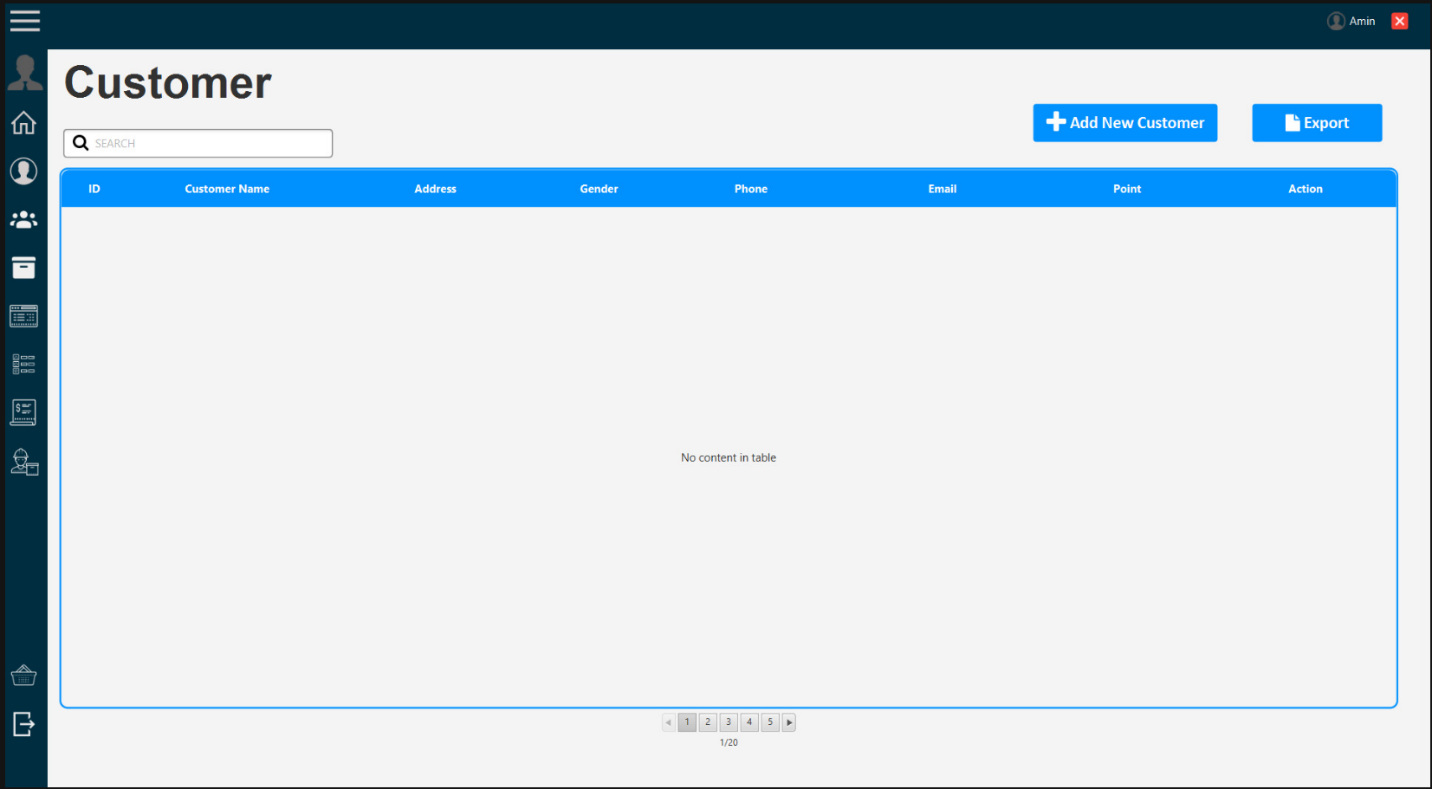 Amin
Customer
Add New Customer
Export
SEARCH
ID Customer Name Address Gender Phone Email Point Action
No content in table
1 2 3 4 5
1/20